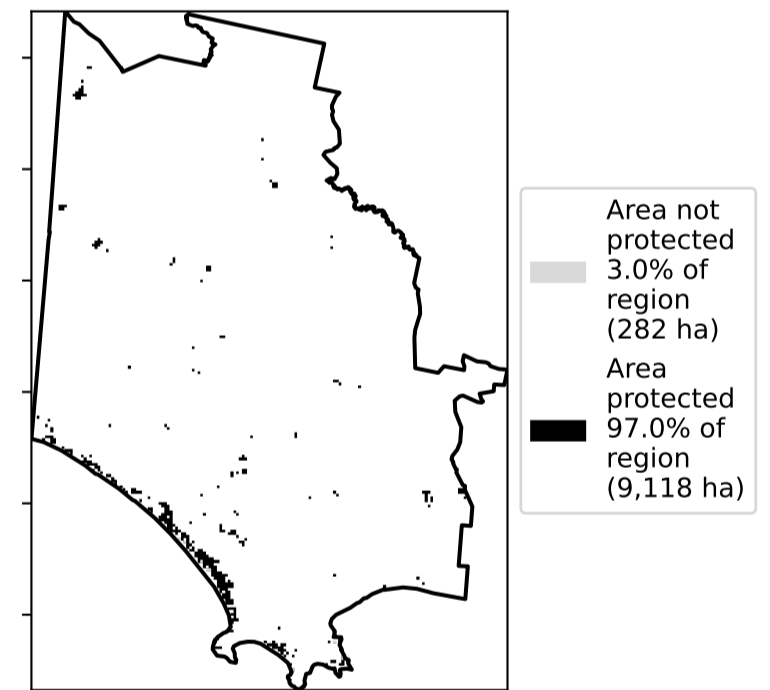 Area not
protected
3.0% of
region
(282 ha)
Area
protected
97.0% of
region
(9,118 ha)